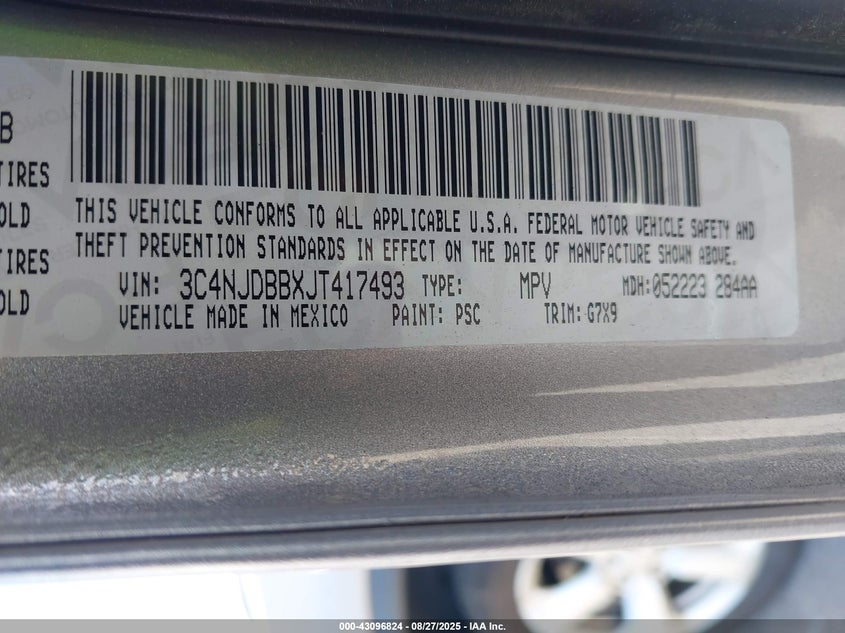 B
TIRES
OLD
TIRES
OLD
THIS VEHICLE CONFORMS TO ALL APPLICABLE U.S.A. FEDERAL MOTOR VEHICLE SAFETY AND
THEFT PREVENTION STANDARDS IN EFFECT ON THE DATE OF MANUFACTURE SHOWN ABOVE.
VIN: 3C4NJDBBXJT417493 TYPE: MPV MDH:052223 284AA
VEHICLE MADE IN MEXICO PAINT: PSC TRIM: G7X9
000-43096824 - 08/27/2025 - IAA Inc.